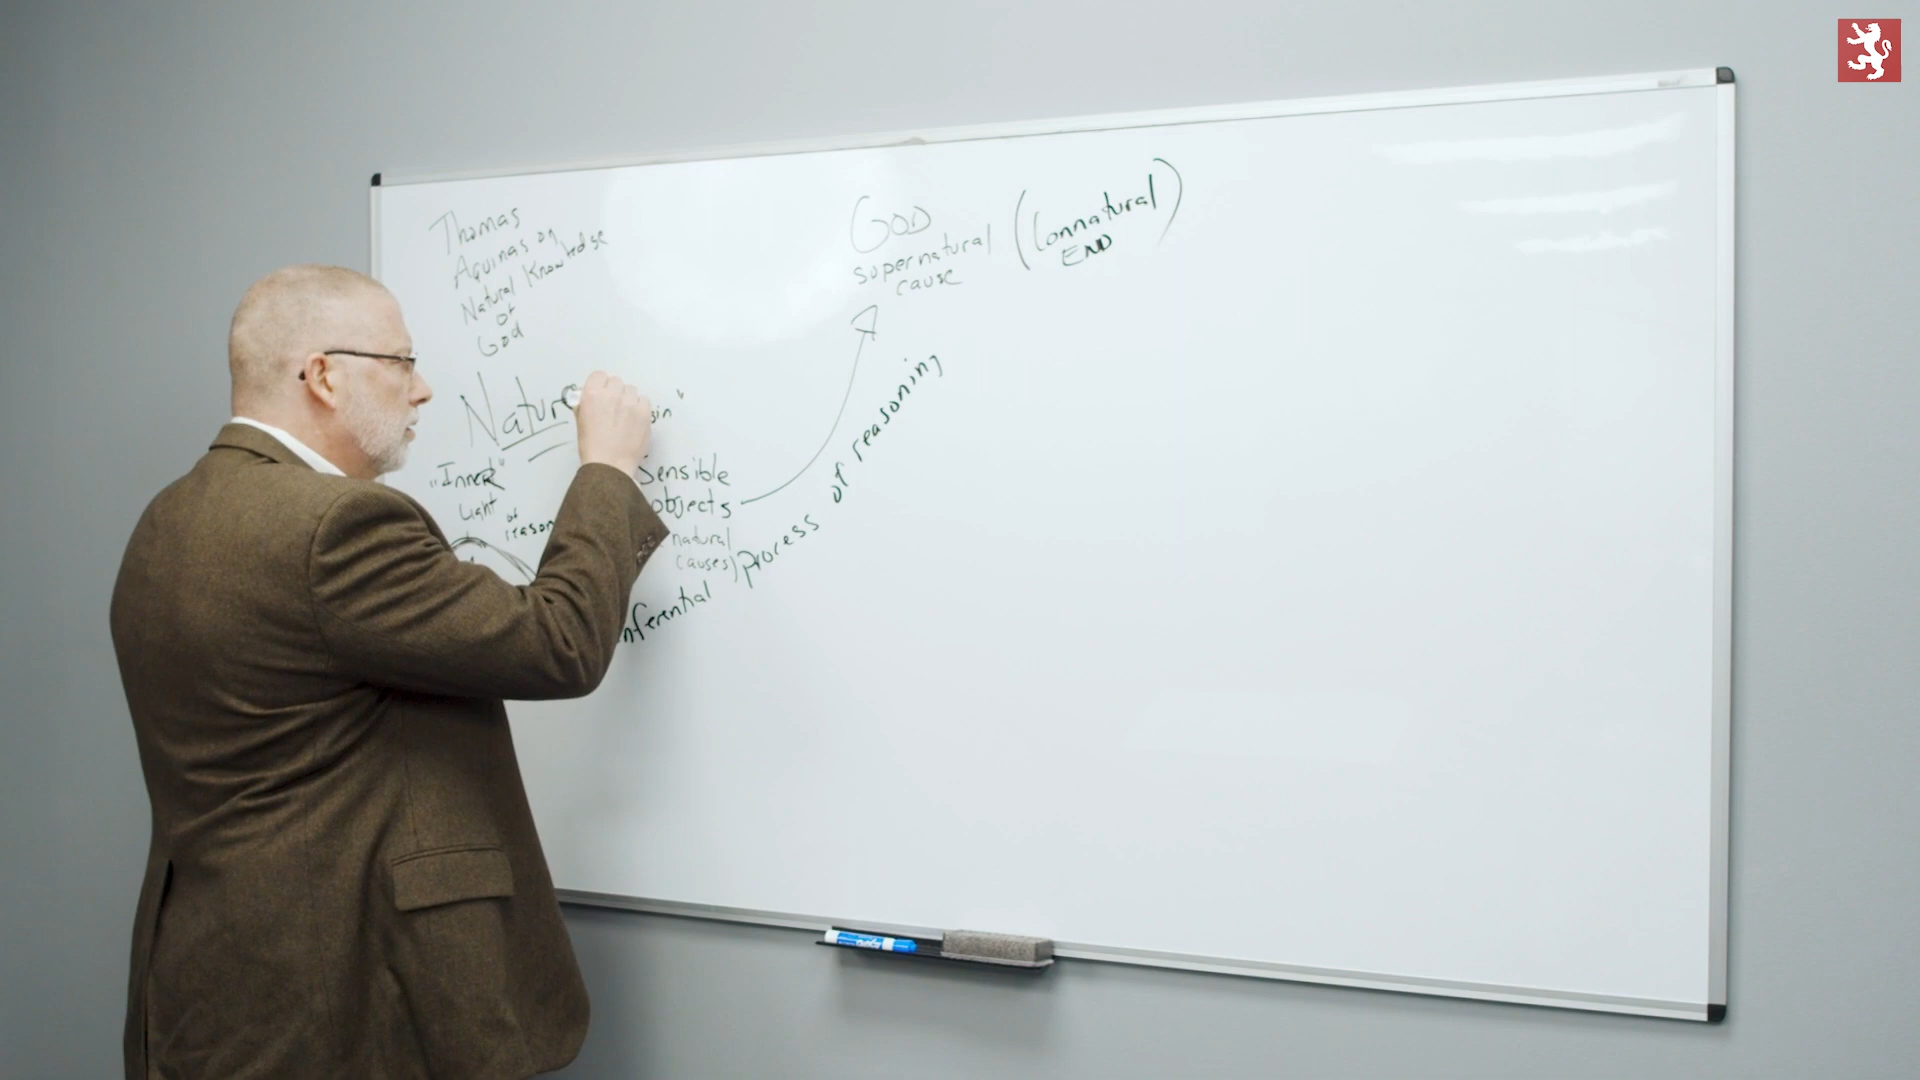 Thomas
Aquinas on
Natural Knowledge
of
God
Nature
"Inner"
Light
of
reason
Sensible
objects
natural
causes)
process of reasoning
GOD
supernatural
cause
(Connatural)
END